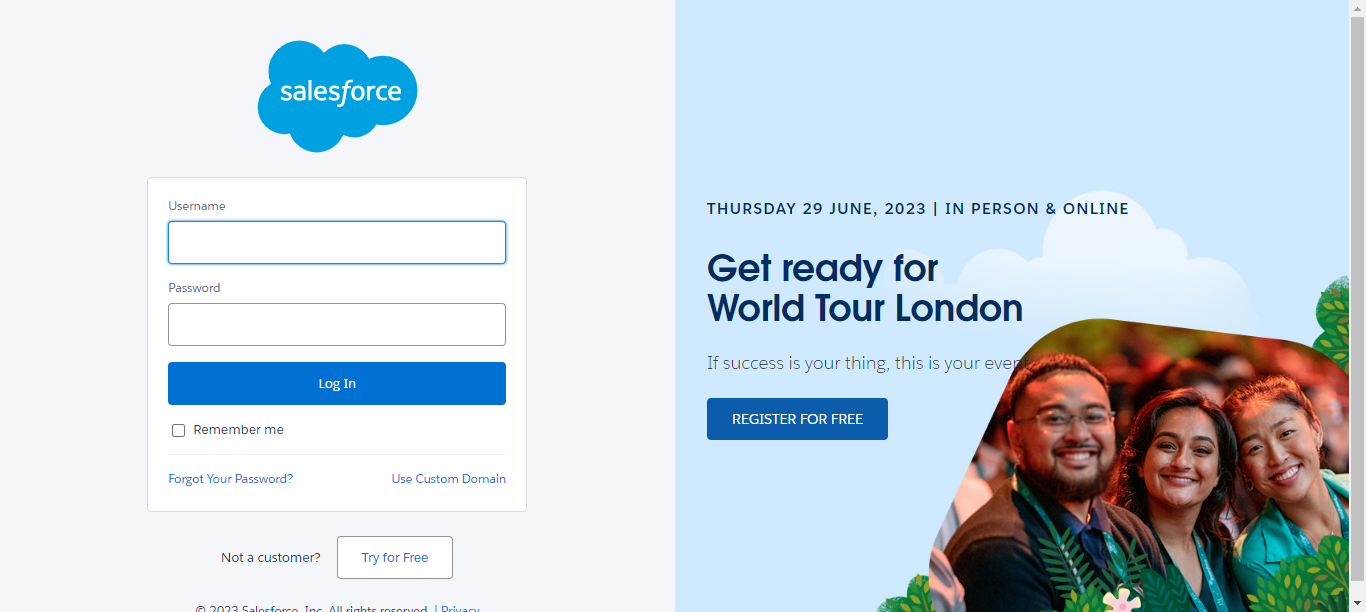 salesforce
Username
Password
Log In
Remember me
Forgot Your Password?
Use Custom Domain
Not a customer?
Try for Free
© 2023 Salesforce, Inc. All rights reserved. | Privacy
THURSDAY 29 JUNE, 2023 | IN PERSON & ONLINE
Get ready for
World Tour London
If success is your thing, this is your event.
REGISTER FOR FREE